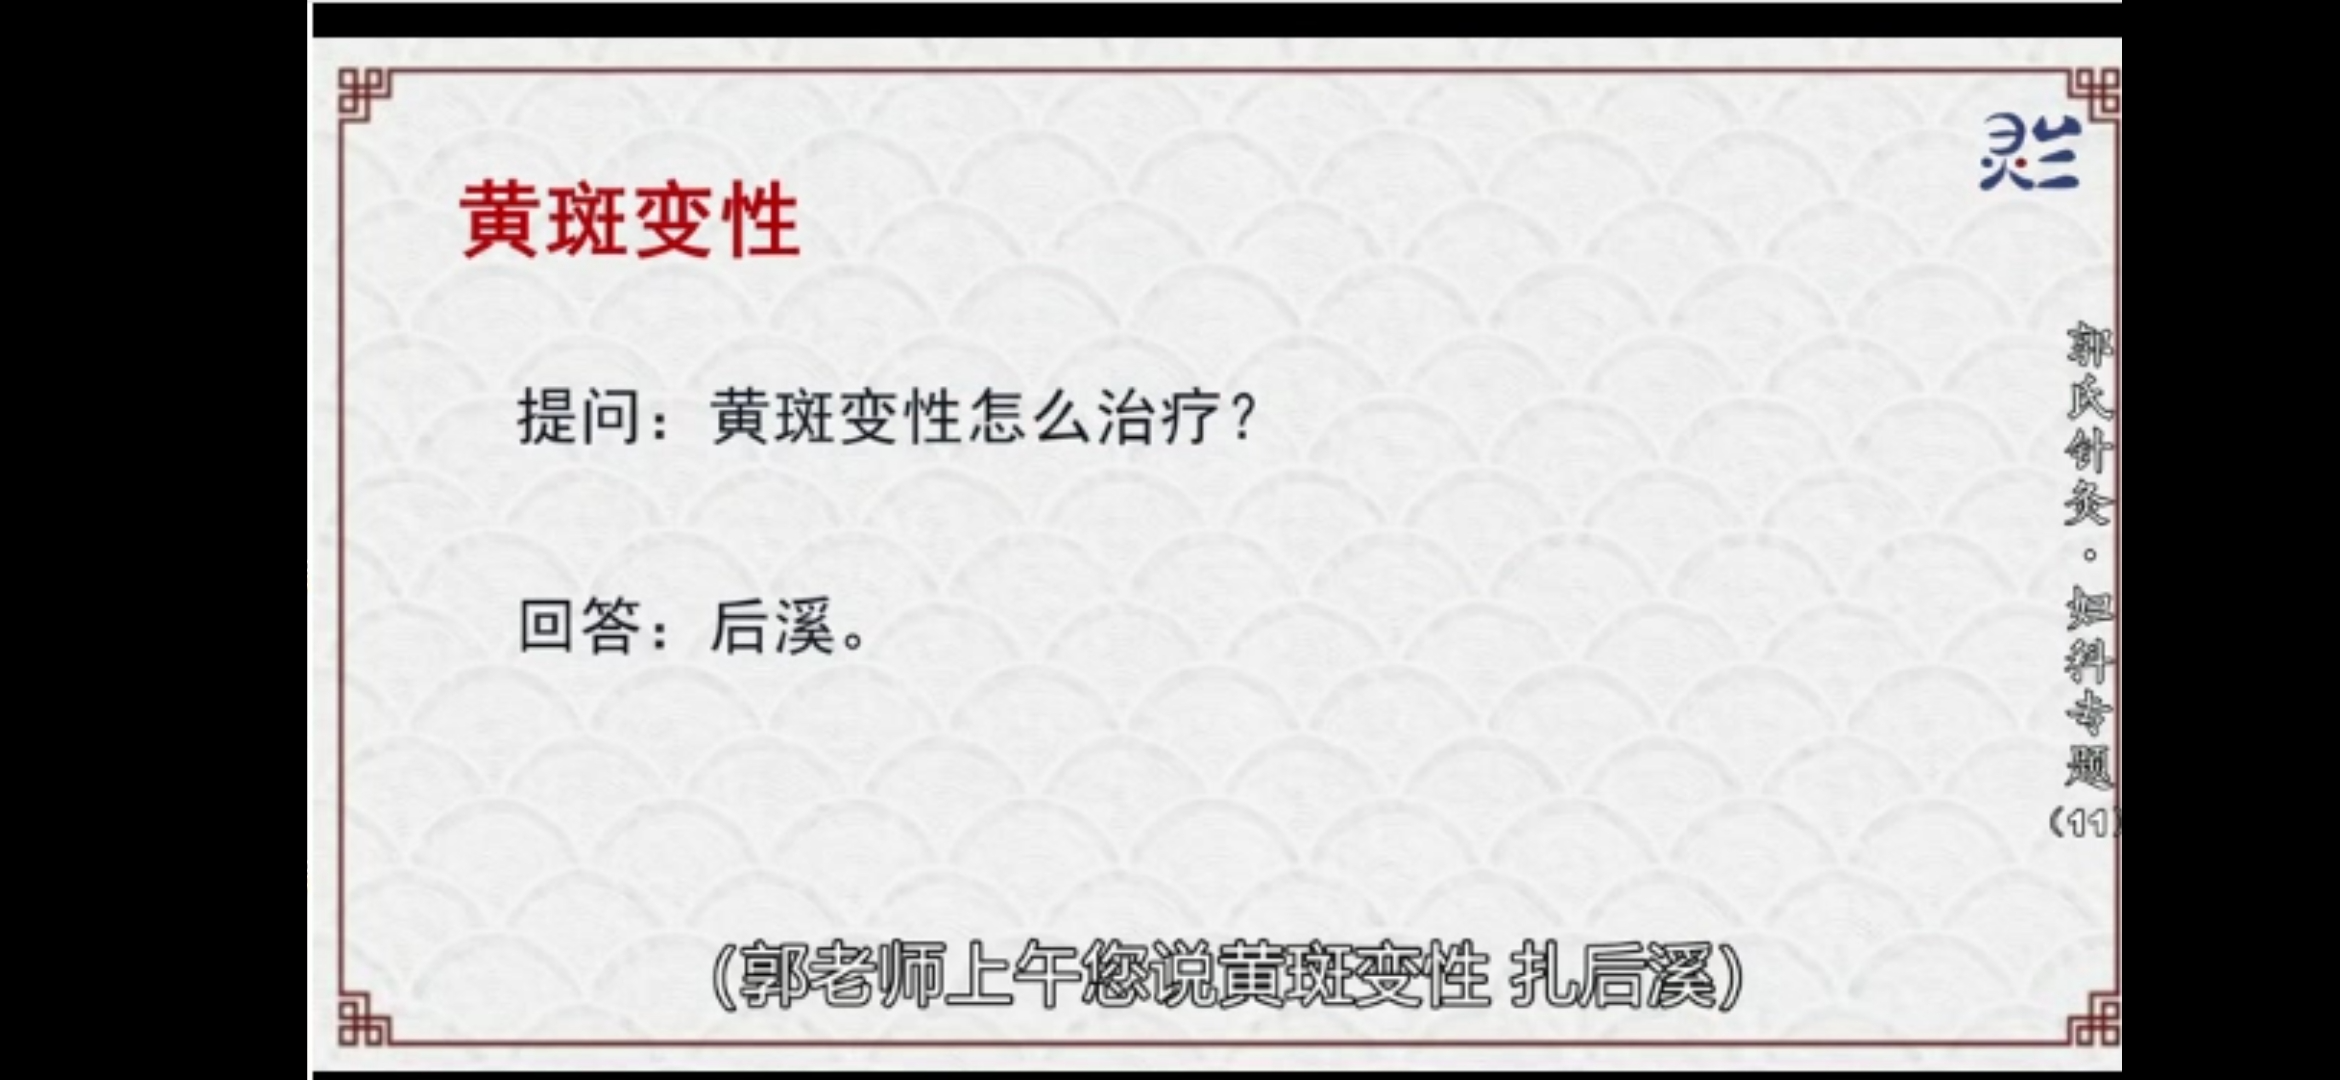 灵兰
黄斑变性
提问：黄斑变性怎么治疗？
回答：后溪。
郭氏针灸·妇科专题(11)
(郭老师上午您说黄斑变性 扎后溪)